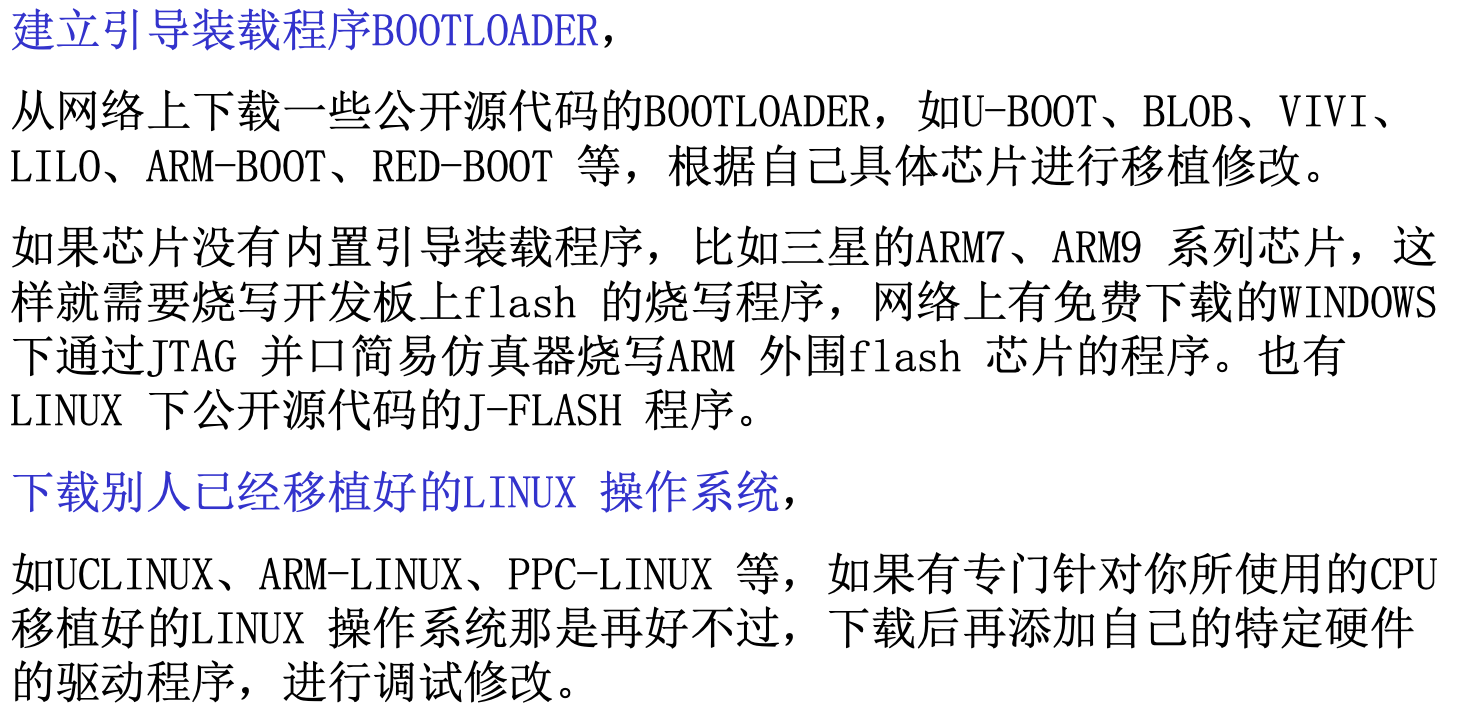 建立引导装载程序BOOTLOADER，
从网络上下载一些公开源代码的BOOTLOADER，如U-BOOT、BLOB、VIVI、
LILO、ARM-BOOT、RED-BOOT 等，根据自己具体芯片进行移植修改。
如果芯片没有内置引导装载程序，比如三星的ARM7、ARM9 系列芯片，这
样就需要烧写开发板上flash 的烧写程序，网络上有免费下载的WINDOWS
下通过JTAG 并口简易仿真器烧写ARM 外围flash 芯片的程序。也有
LINUX 下公开源代码的J-FLASH 程序。
下载别人已经移植好的LINUX 操作系统，
如UCLINUX、ARM-LINUX、PPC-LINUX 等，如果有专门针对你所使用的CPU
移植好的LINUX 操作系统那是再好不过，下载后再添加自己的特定硬件
的驱动程序，进行调试修改。